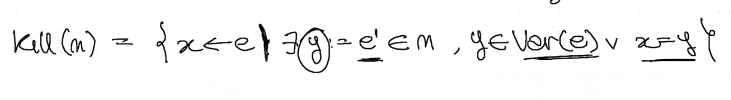 Kill(n) = { x ← e | ∃ y := e' ∈ n , y ∈ Var(e) ∨ x = y }